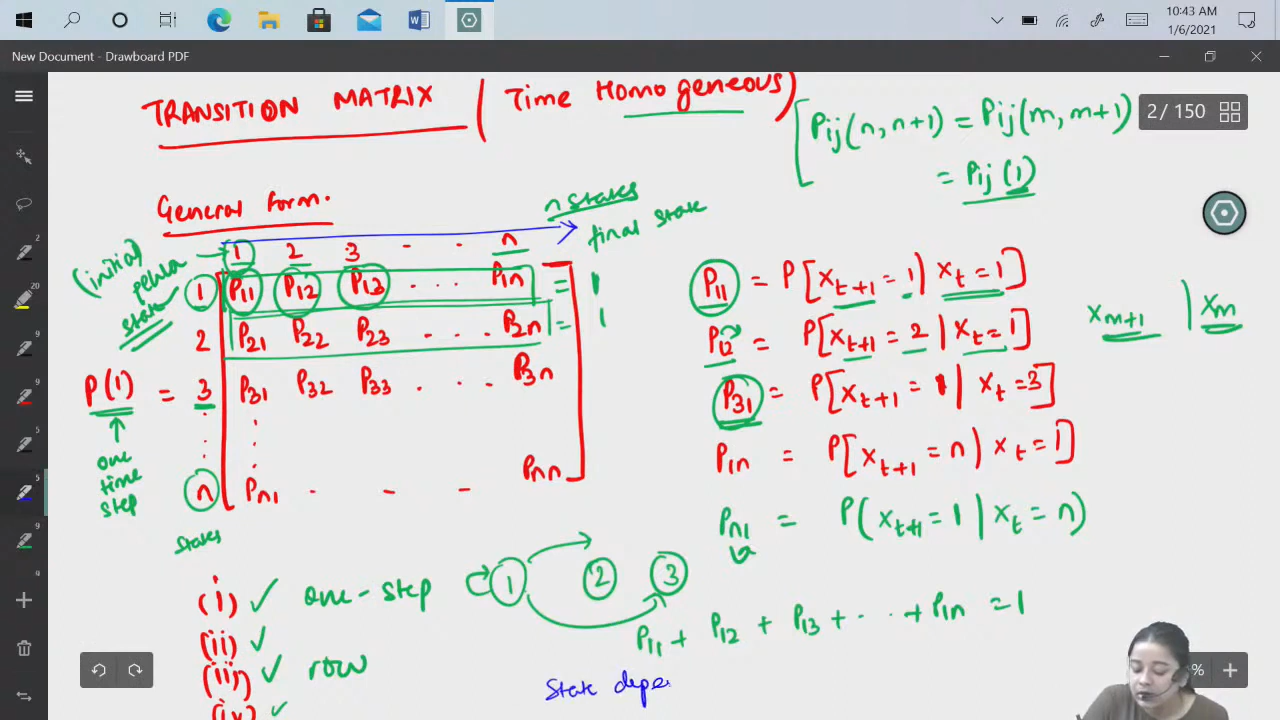 10:43 AM
1/6/2021
New Document - Drawboard PDF
TRANSITION MATRIX ( Time Homogeneous)
[Pij(n, n+1) = Pij(m, m+1)
= Pij (1)
2 / 150
General form.
n states
final state
(initial) pehla state
1 2 3 - . . n
1 P11 P12 P13 . . . P1n = 1
2 P21 P22 P23 . . . P2n = 1
P(1) = 3 P31 P32 P33 . . . P3n
. :
n Pn1 . - - Pnn
one time step
states
P11 = P[Xt+1 = 1 | Xt = 1]
P12 = P[Xt+1 = 2 | Xt = 1]
P31 = P[Xt+1 = 1 | Xt = 3]
P1n = P[Xt+1 = n) Xt = 1]
Pn1 = P(Xt+1 = 1 | Xt = n)
Xm+1 | Xm
(i) ✓ one-step
1 2 3
(ii) ✓
P11 + P12 + P13 + . . + P1n = 1
(iii) ✓ row
(iv) ✓
State depe
%